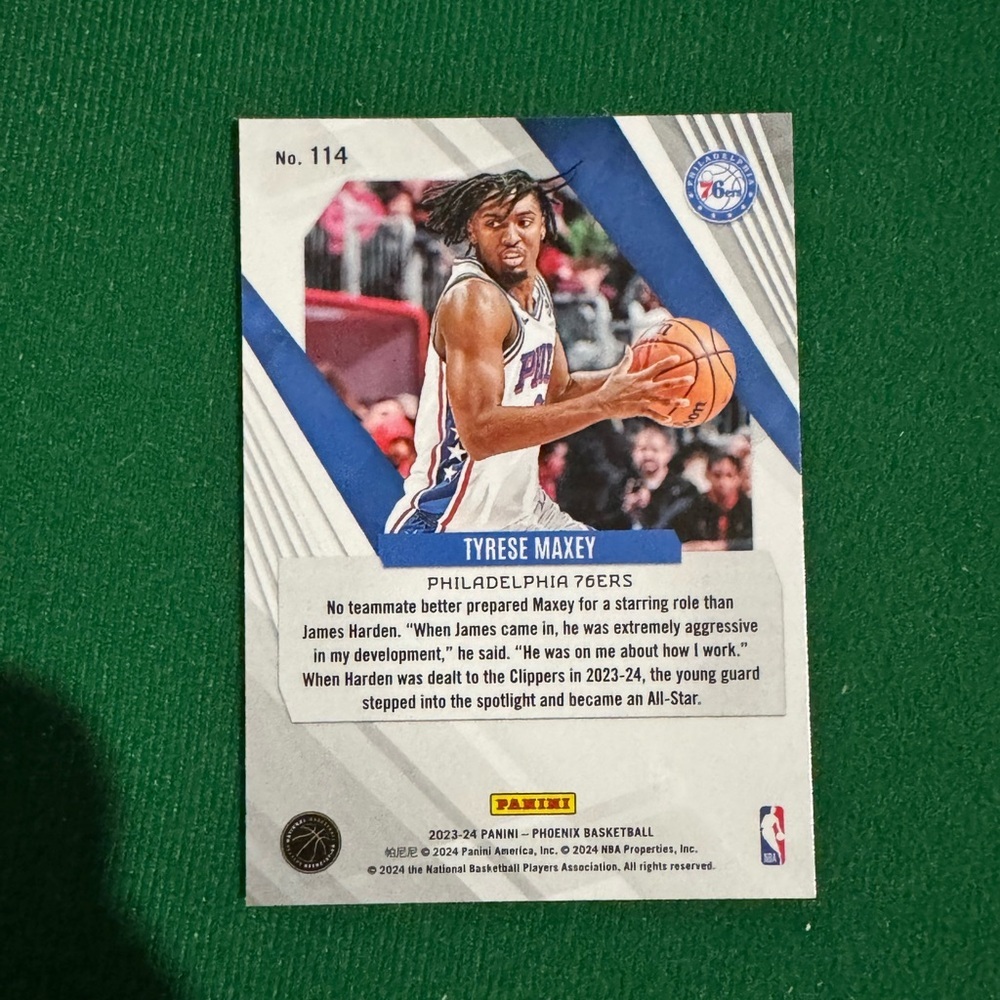 No. 114
PHILADELPHIA
76ers
PHIL
TYRESE MAXEY
PHILADELPHIA 76ERS
No teammate better prepared Maxey for a starring role than
James Harden. “When James came in, he was extremely aggressive
in my development,” he said. “He was on me about how I work.”
When Harden was dealt to the Clippers in 2023-24, the young guard
stepped into the spotlight and became an All-Star.
PANINI
2023-24 PANINI – PHOENIX BASKETBALL
帕尼尼 © 2024 Panini America, Inc. © 2024 NBA Properties, Inc.
© 2024 the National Basketball Players Association. All rights reserved.
NBA